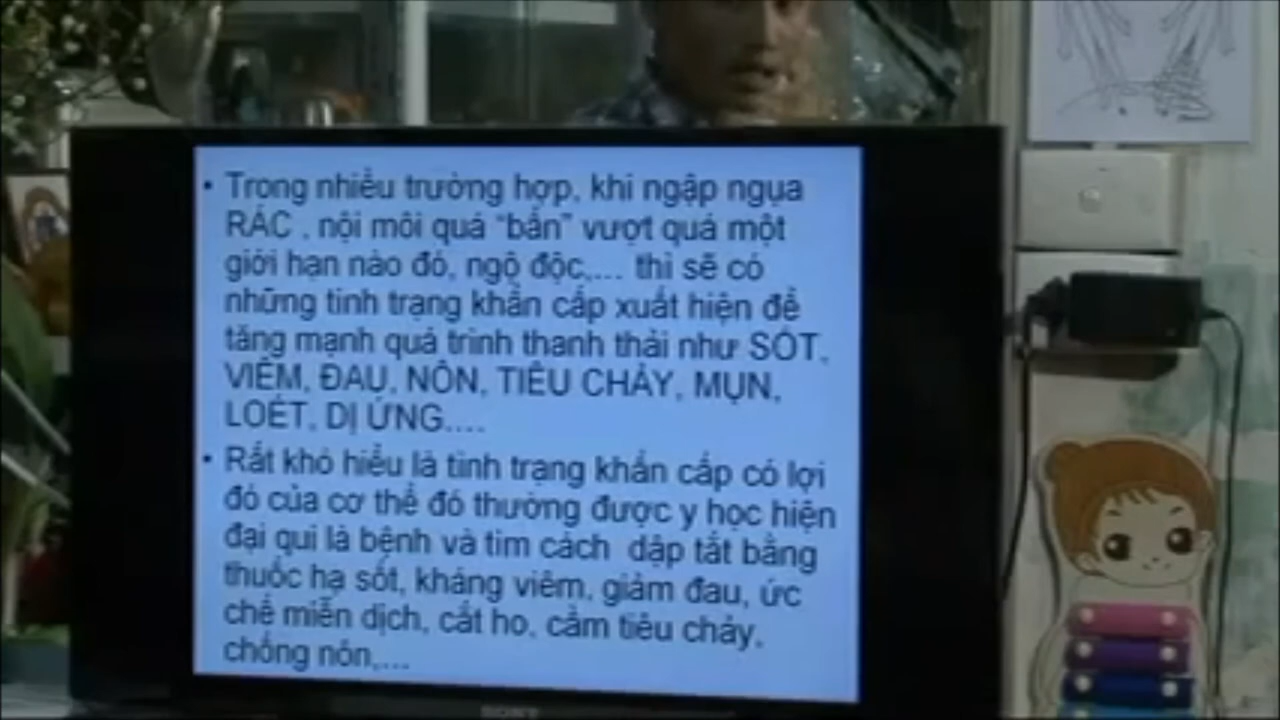 • Trong nhiều trường hợp, khi ngập ngụa
RÁC , nội môi quá “bẩn” vượt quá một
giới hạn nào đó, ngộ độc,... thì sẽ có
những tình trạng khẩn cấp xuất hiện để
tăng mạnh quá trình thanh thải như SỐT,
VIÊM, ĐAU, NÔN, TIÊU CHẢY, MỤN,
LOÉT, DỊ ỨNG....
• Rất khó hiểu là tình trạng khẩn cấp có lợi
đó của cơ thể đó thường được y học hiện
đại qui là bệnh và tìm cách dập tắt bằng
thuốc hạ sốt, kháng viêm, giảm đau, ức
chế miễn dịch, cắt ho, cầm tiêu chảy,
chống nôn,...
SONY